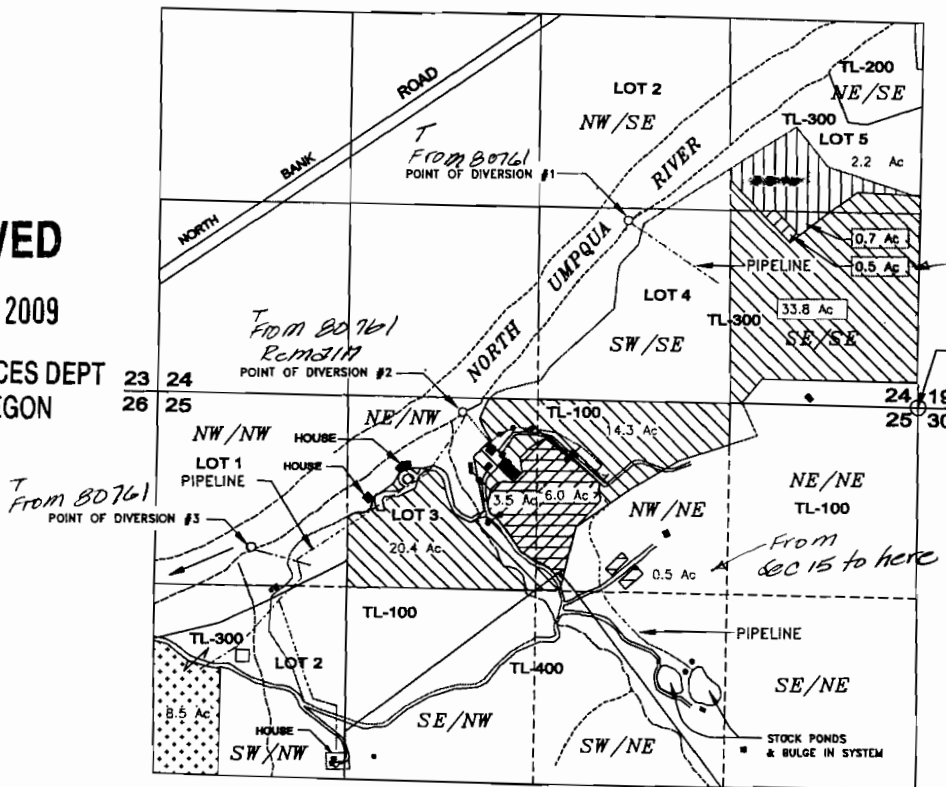 VED
2009
CES DEPT
EGON
NORTH BANK ROAD
T
From 80761
POINT OF DIVERSION #1
LOT 2
NW/SE
TL-200
NE/SE
TL-300
LOT 5
2.2 Ac
NORTH UMPQUA RIVER
0.7 Ac
0.5 Ac
PIPELINE
LOT 4
33.8 Ac
TL-300
SW/SE
SE/SE
T
From 80761
Remain
POINT OF DIVERSION #2
23 24
26 25
24 19
25 30
NW/NW
NE/NW
TL-100
14.3 Ac
HOUSE
LOT 1
PIPELINE
HOUSE
NE/NE
TL-100
T
From 80761
POINT OF DIVERSION #3
3.5 Ac
6.0 Ac
NW/NE
LOT 3
20.4 Ac
0.5 Ac
From
Sec 15 to here
TL-100
PIPELINE
TL-300
LOT 2
TL-400
SE/NE
8.5 Ac
SE/NW
HOUSE
SW/NW
SW/NE
STOCK PONDS
& BULGE IN SYSTEM